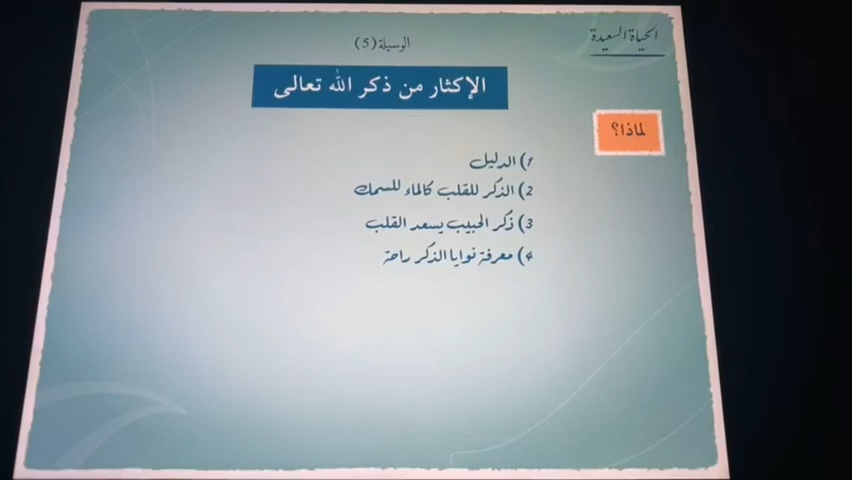 الحياة السعيدة
الوسيلة (5)
الإكثار من ذكر الله تعالى
لماذا؟
1) الدليل
2) الذكر للقلب كالماء للسمك
3) ذكر الحبيب يسعد القلب
4) معرفة نوايا الذكر راحة